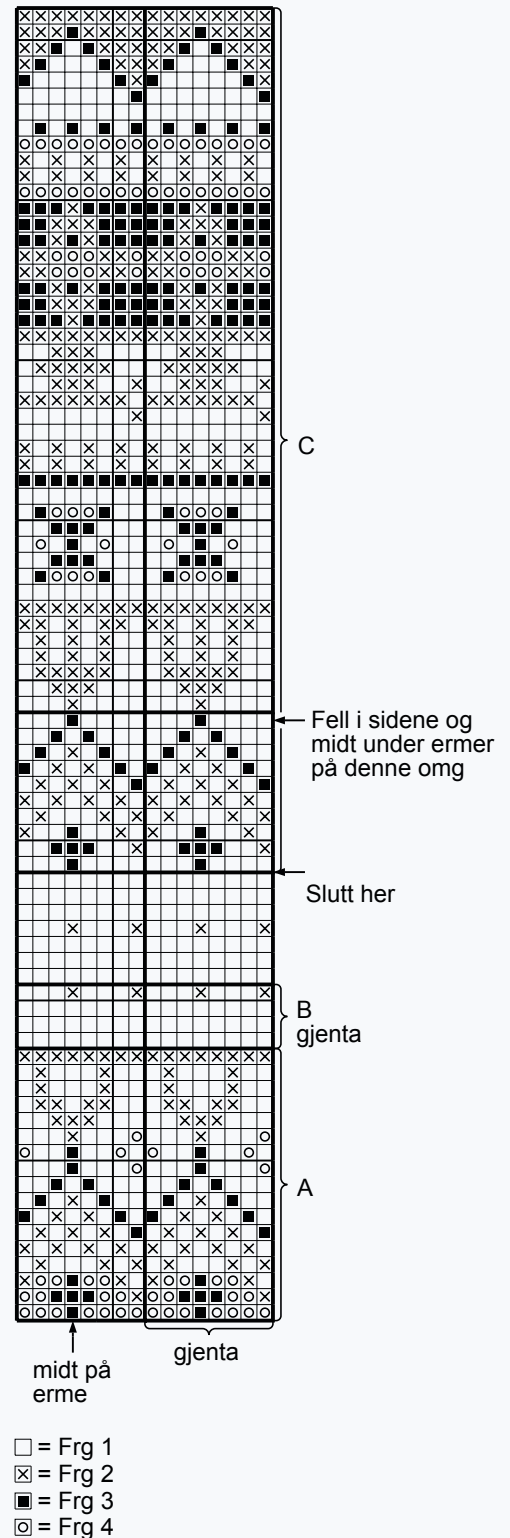 C
Fell i sidene og
midt under ermer
på denne omg
Slutt her
B
gjenta
A
gjenta
midt på
erme
= Frg 1
= Frg 2
= Frg 3
= Frg 4